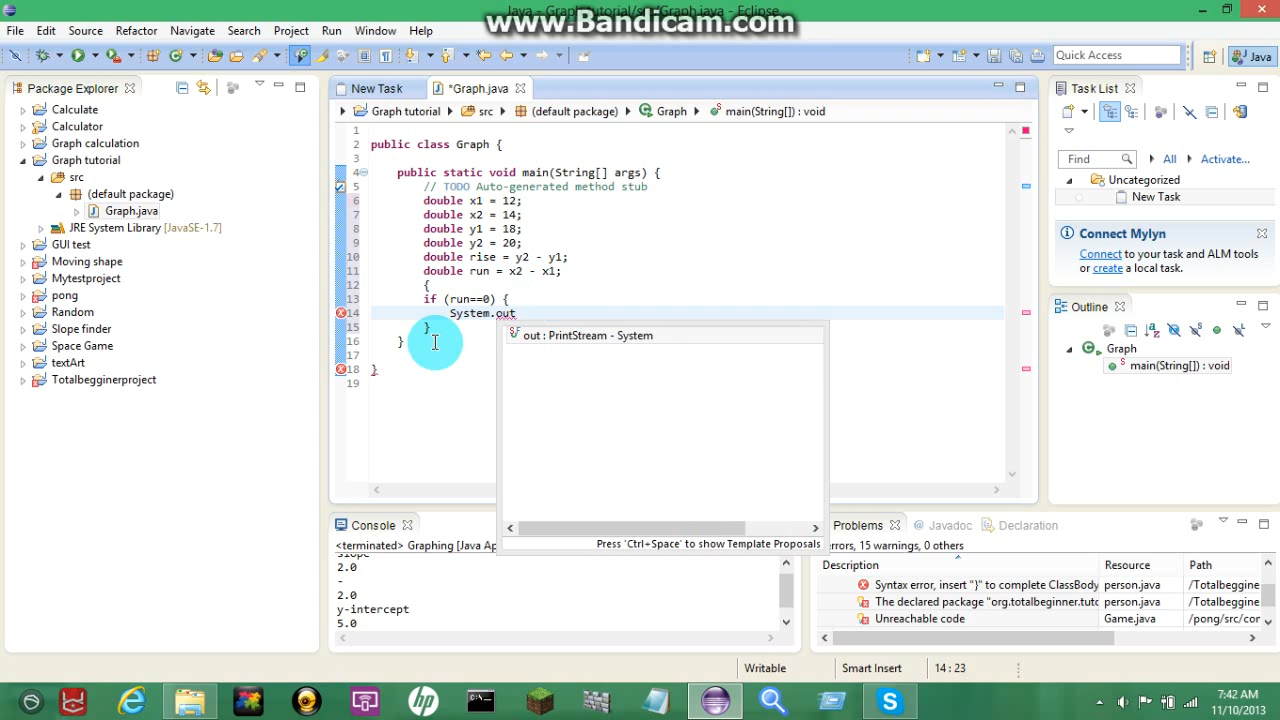 www.Bandicam.com
Java - Graph tutorial/src/Graph.java - Eclipse
File Edit Source Refactor Navigate Search Project Run Window Help
Quick Access
Java
Package Explorer
Calculate
Calculator
Graph calculation
Graph tutorial
src
(default package)
Graph.java
JRE System Library [JavaSE-1.7]
GUI test
Moving shape
Mytestproject
pong
Random
Slope finder
Space Game
textArt
Totalbegginerproject
New Task *Graph.java
Graph tutorial src (default package) Graph main(String[]) : void
1
2 public class Graph {
3
4 public static void main(String[] args) {
5 // TODO Auto-generated method stub
6 double x1 = 12;
7 double x2 = 14;
8 double y1 = 18;
9 double y2 = 20;
10 double rise = y2 - y1;
11 double run = x2 - x1;
{
13 if (run==0) {
14 System.out
15 }
16 }
17
18 }
19
out : PrintStream - System
Press 'Ctrl+Space' to show Template Proposals
Task List
Find All Activate...
Uncategorized
New Task
Connect Mylyn
Connect to your task and ALM tools
or create a local task.
Outline
Graph
main(String[]) : void
Console
<terminated> Graphing [Java Ap
slope
2.0
-
2.0
y-intercept
5.0
Problems @ Javadoc Declaration
errors, 15 warnings, 0 others
Description Resource Path
Syntax error, insert "}" to complete ClassBody person.java /Totalbeggine
The declared package "org.totalbeginner.tuto person.java /Totalbeggine
Unreachable code Game.java /pong/src/cor
Writable Smart Insert 14 : 23
hp
7:42 AM
11/10/2013